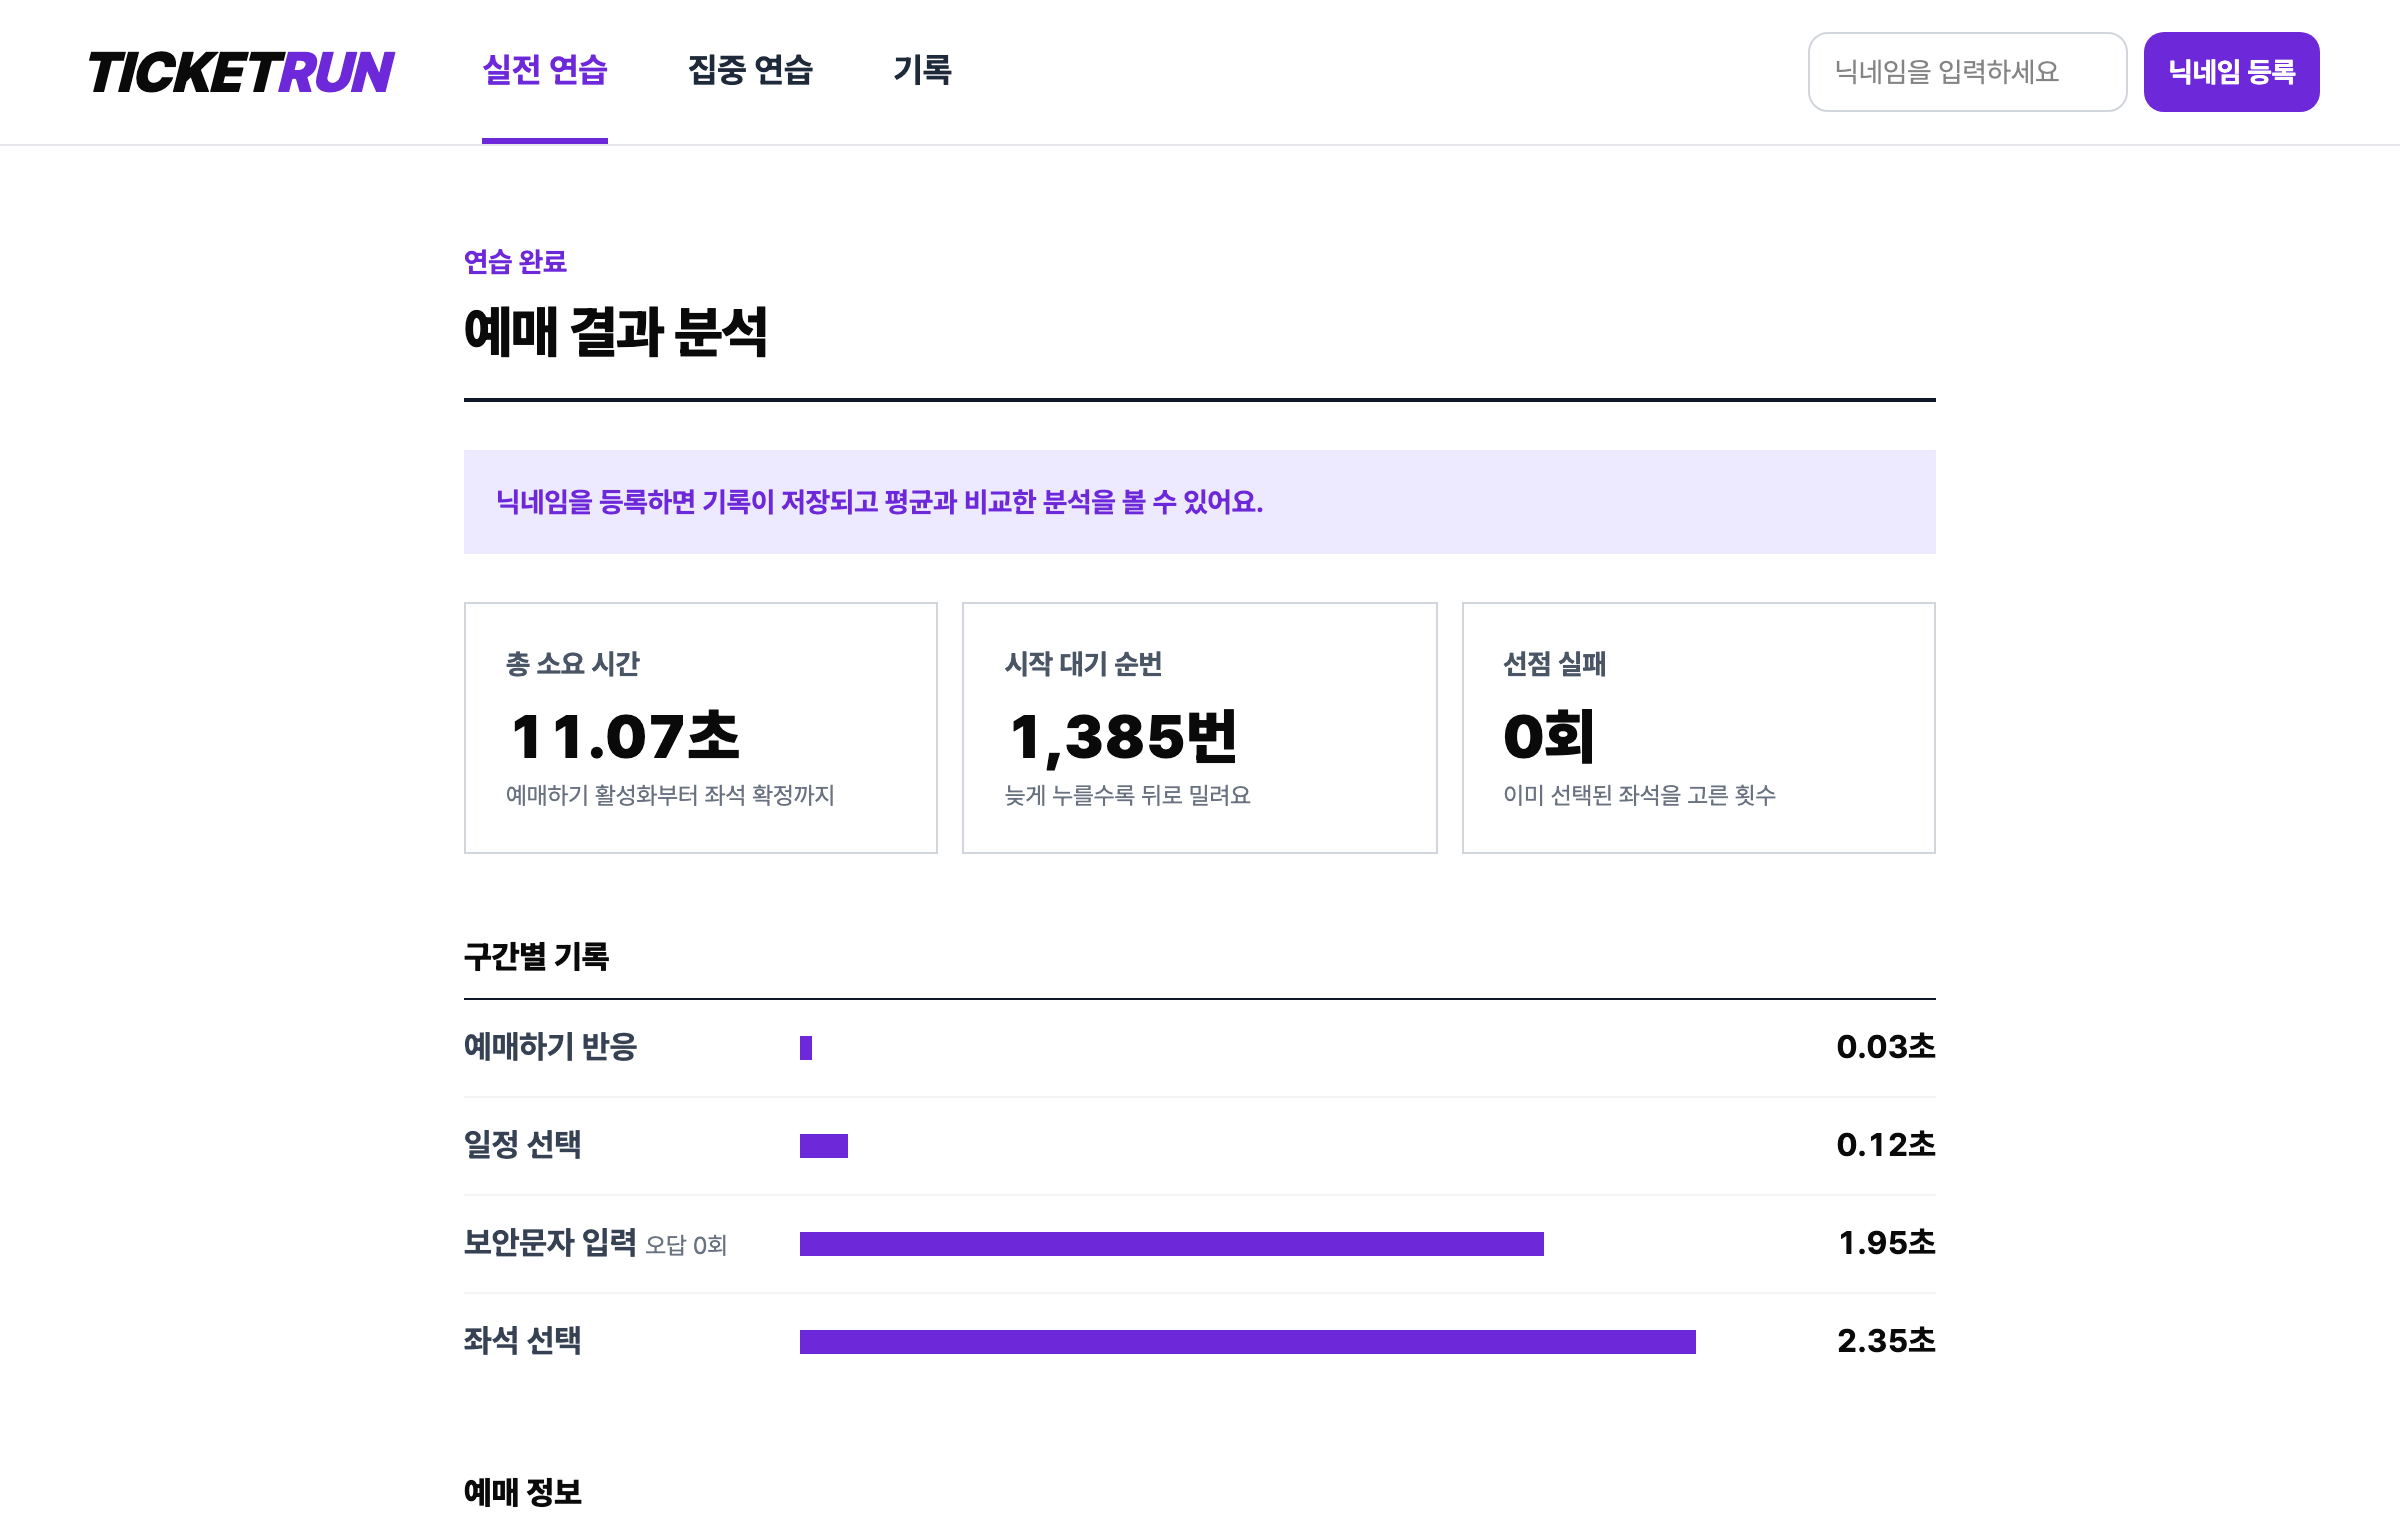 TICKETRUN 실전 연습 집중 연습 기록 닉네임을 입력하세요 닉네임 등록
연습 완료
예매 결과 분석
닉네임을 등록하면 기록이 저장되고 평균과 비교한 분석을 볼 수 있어요.
총 소요 시간
11.07초
예매하기 활성화부터 좌석 확정까지
시작 대기 순번
1,385번
늦게 누를수록 뒤로 밀려요
선점 실패
0회
이미 선택된 좌석을 고른 횟수
구간별 기록
예매하기 반응 0.03초
일정 선택 0.12초
보안문자 입력 오답 0회 1.95초
좌석 선택 2.35초
예매 정보